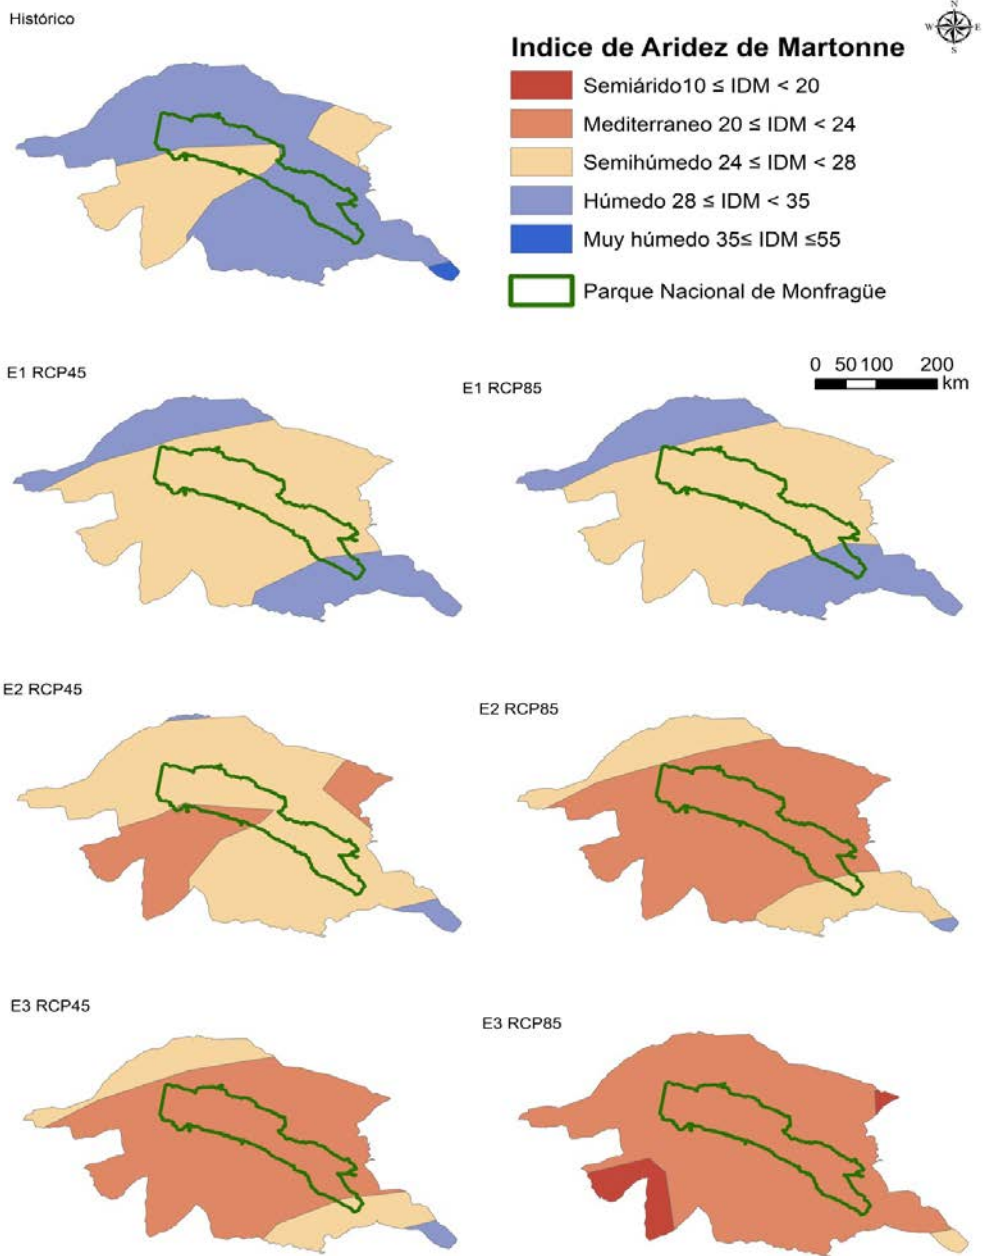 Histórico
N
W E
S
Indice de Aridez de Martonne
Semiárido10 ≤ IDM < 20
Mediterraneo 20 ≤ IDM < 24
Semihúmedo 24 ≤ IDM < 28
Húmedo 28 ≤ IDM < 35
Muy húmedo 35≤ IDM ≤55
Parque Nacional de Monfragüe
E1 RCP45
E1 RCP85
0 50 100 200
km
E2 RCP45
E2 RCP85
E3 RCP45
E3 RCP85